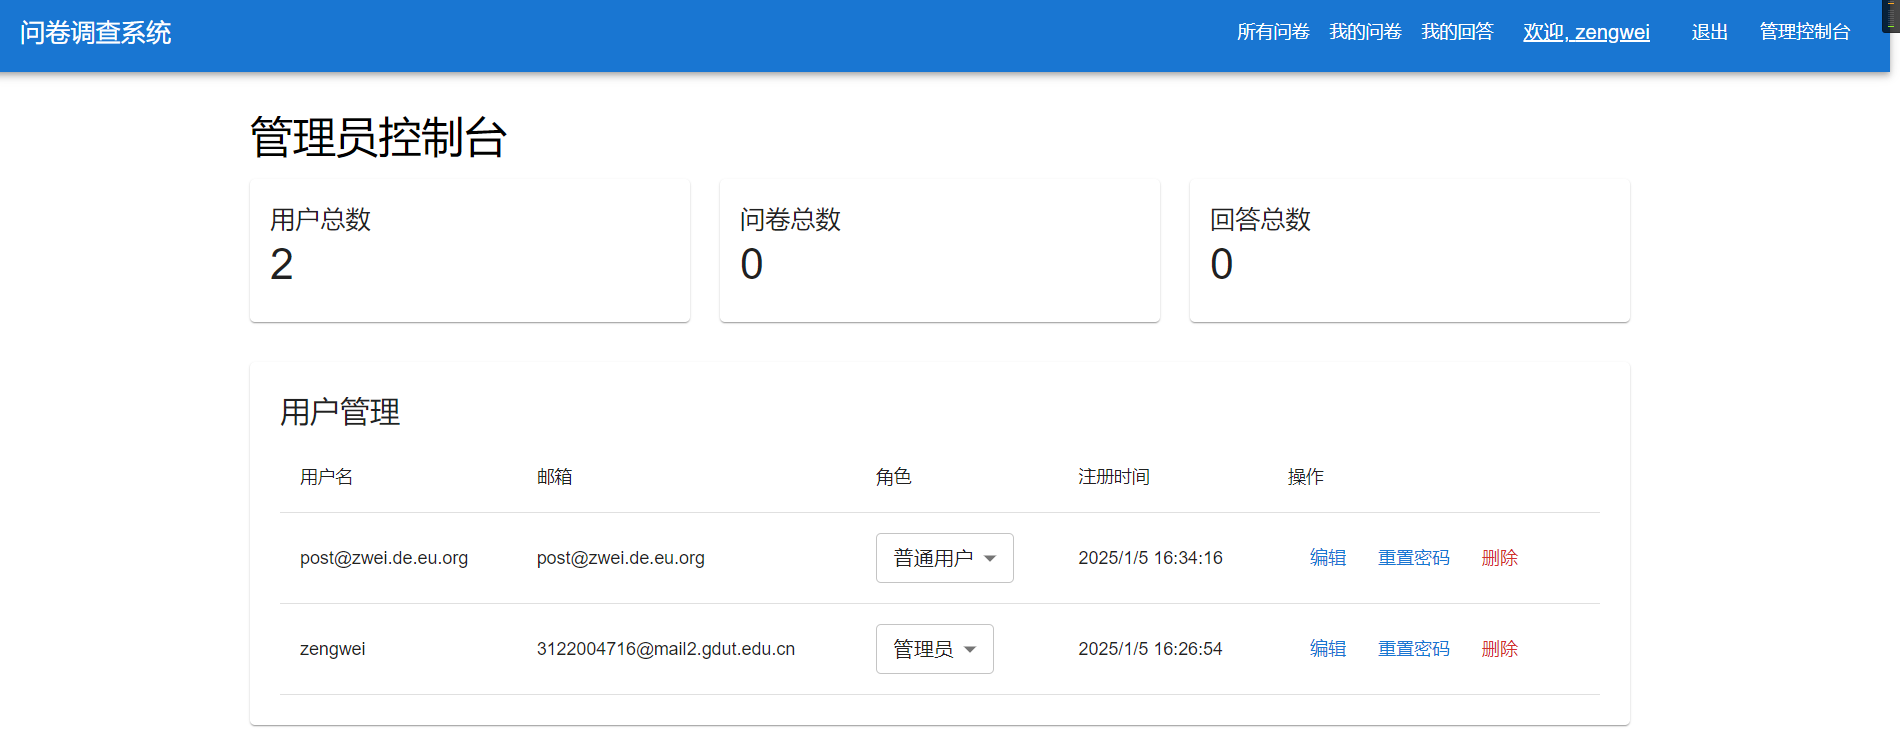 问卷调查系统 所有问卷 我的问卷 我的回答 欢迎, zengwei 退出 管理控制台
管理员控制台
用户总数 问卷总数 回答总数
2 0 0
用户管理
用户名 邮箱 角色 注册时间 操作
post@zwei.de.eu.org post@zwei.de.eu.org 普通用户 2025/1/5 16:34:16 编辑 重置密码 删除
zengwei 3122004716@mail2.gdut.edu.cn 管理员 2025/1/5 16:26:54 编辑 重置密码 删除